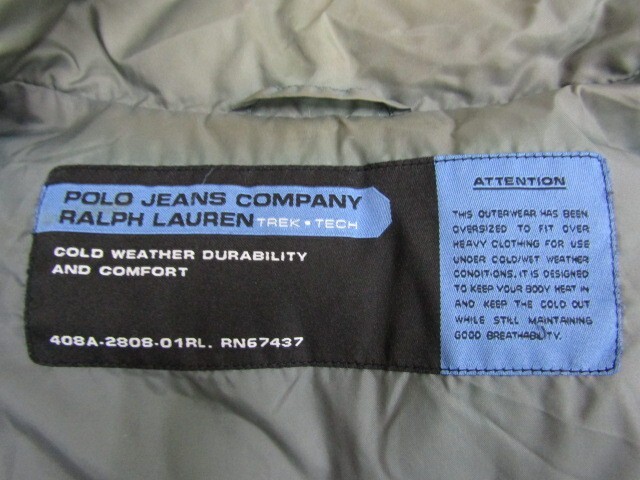 POLO JEANS COMPANY
RALPH LAUREN TREK • TECH
COLD WEATHER DURABILITY
AND COMFORT
408A-2808-01RL. RN67437
ATTENTION
THIS OUTERWEAR HAS BEEN
OVERSIZED TO FIT OVER
HEAVY CLOTHING FOR USE
UNDER COLD/WET WEATHER
CONDITIONS. IT IS DESIGNED
TO KEEP YOUR BODY HEAT IN
AND KEEP THE COLD OUT
WHILE STILL MAINTAINING
GOOD BREATHABILITY.